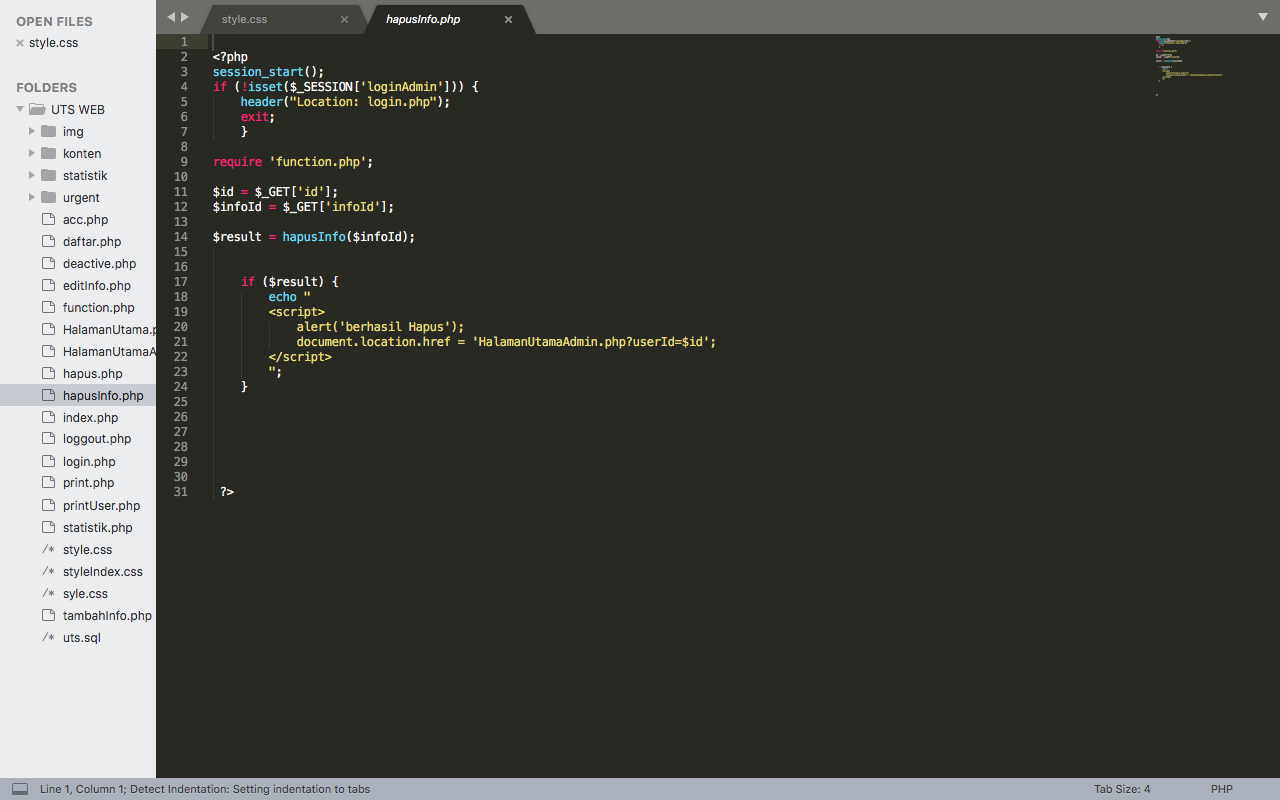 OPEN FILES
style.css
FOLDERS
UTS WEB
img
konten
statistik
urgent
acc.php
daftar.php
deactive.php
editInfo.php
function.php
HalamanUtama.p
HalamanUtamaA
hapus.php
hapusInfo.php
index.php
loggout.php
login.php
print.php
printUser.php
statistik.php
/* style.css
/* styleIndex.css
/* syle.css
tambahInfo.php
/* uts.sql
style.css
hapusInfo.php
1
2 <?php
3 session_start();
4 if (!isset($_SESSION['loginAdmin'])) {
5 header("Location: login.php");
6 exit;
7 }
8
9 require 'function.php';
10
11 $id = $_GET['id'];
12 $infoId = $_GET['infoId'];
13
14 $result = hapusInfo($infoId);
15
16
17 if ($result) {
18 echo "
19 <script>
20 alert('berhasil Hapus');
21 document.location.href = 'HalamanUtamaAdmin.php?userId=$id';
22 </script>
23 ";
24 }
25
26
27
28
29
30
31 ?>
Line 1, Column 1; Detect Indentation: Setting indentation to tabs
Tab Size: 4
PHP